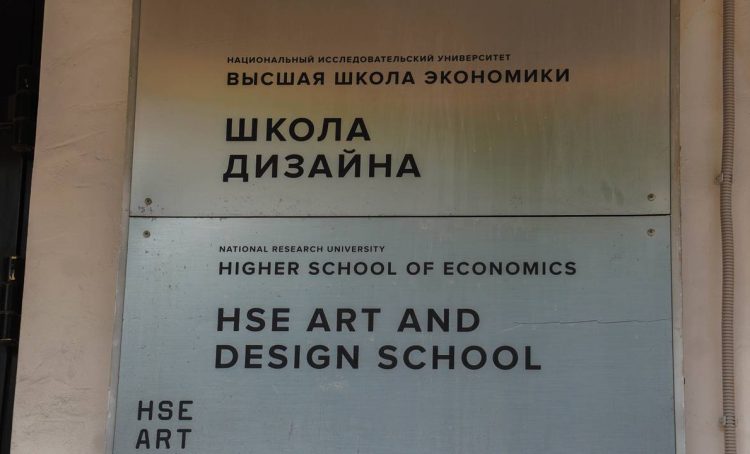 НАЦИОНАЛЬНЫЙ ИССЛЕДОВАТЕЛЬСКИЙ УНИВЕРСИТЕТ
ВЫСШАЯ ШКОЛА ЭКОНОМИКИ
ШКОЛА
ДИЗАЙНА
NATIONAL RESEARCH UNIVERSITY
HIGHER SCHOOL OF ECONOMICS
HSE ART AND
DESIGN SCHOOL
HSE
ART